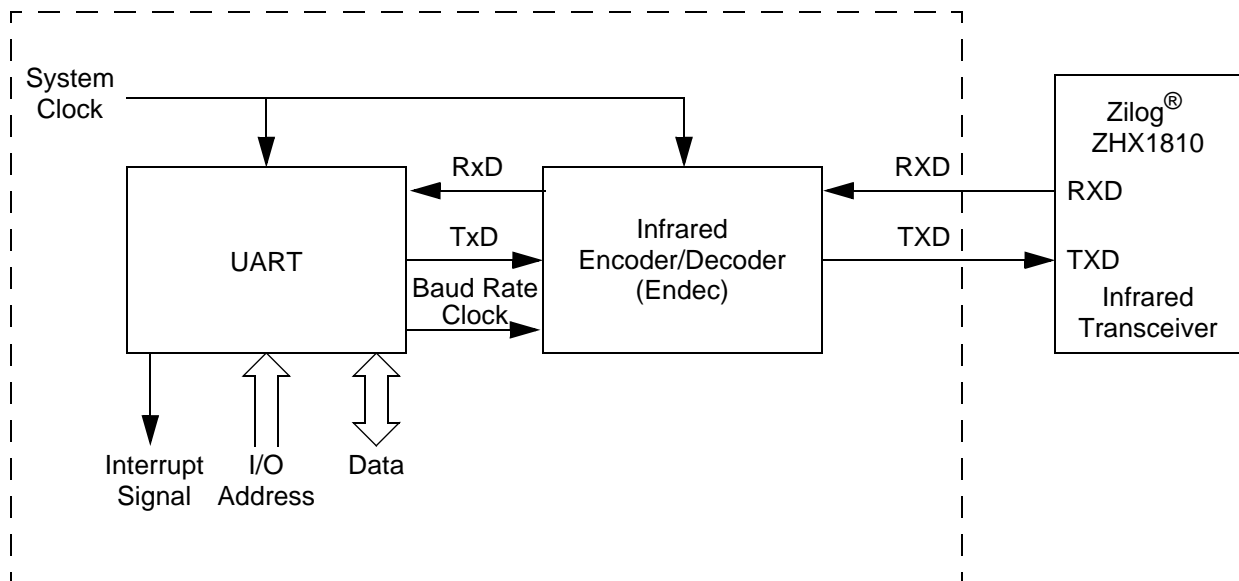 System
Clock
Zilog®
ZHX1810
RxD
RXD
RXD
UART
TxD
Infrared
Encoder/Decoder
(Endec)
TXD
TXD
Baud Rate
Clock
Infrared
Transceiver
Interrupt
Signal
I/O
Address
Data